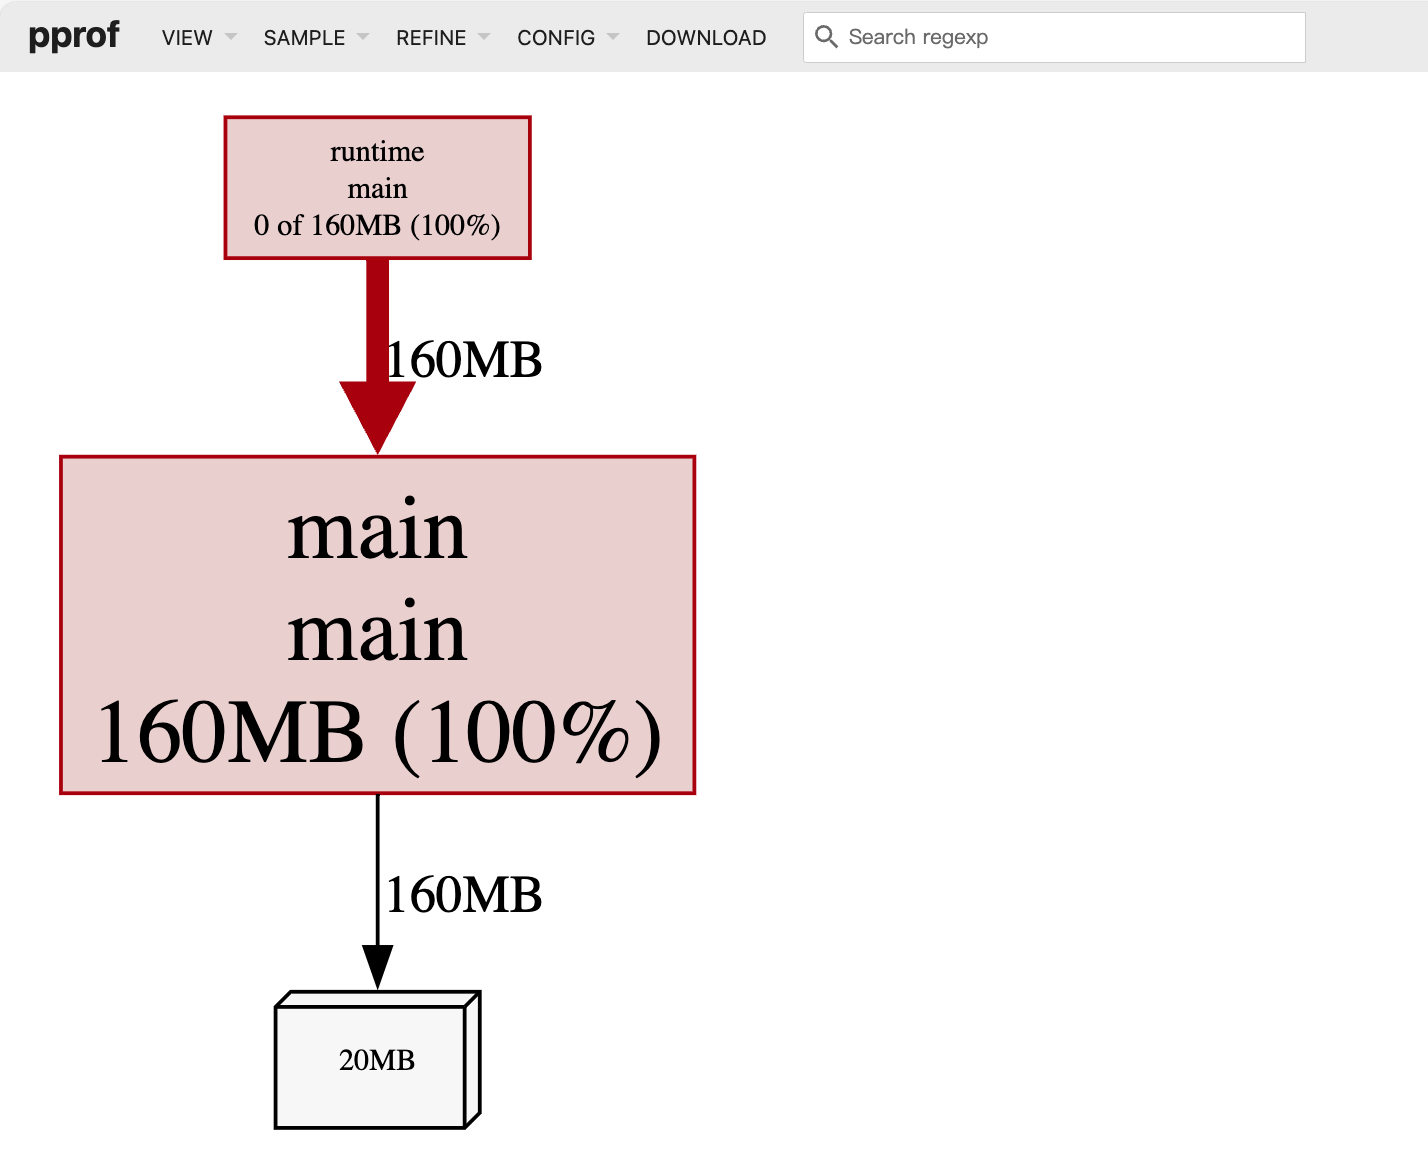 pprof VIEW SAMPLE REFINE CONFIG DOWNLOAD Search regexp
runtime
main
0 of 160MB (100%)
160MB
main
main
160MB (100%)
160MB
20MB